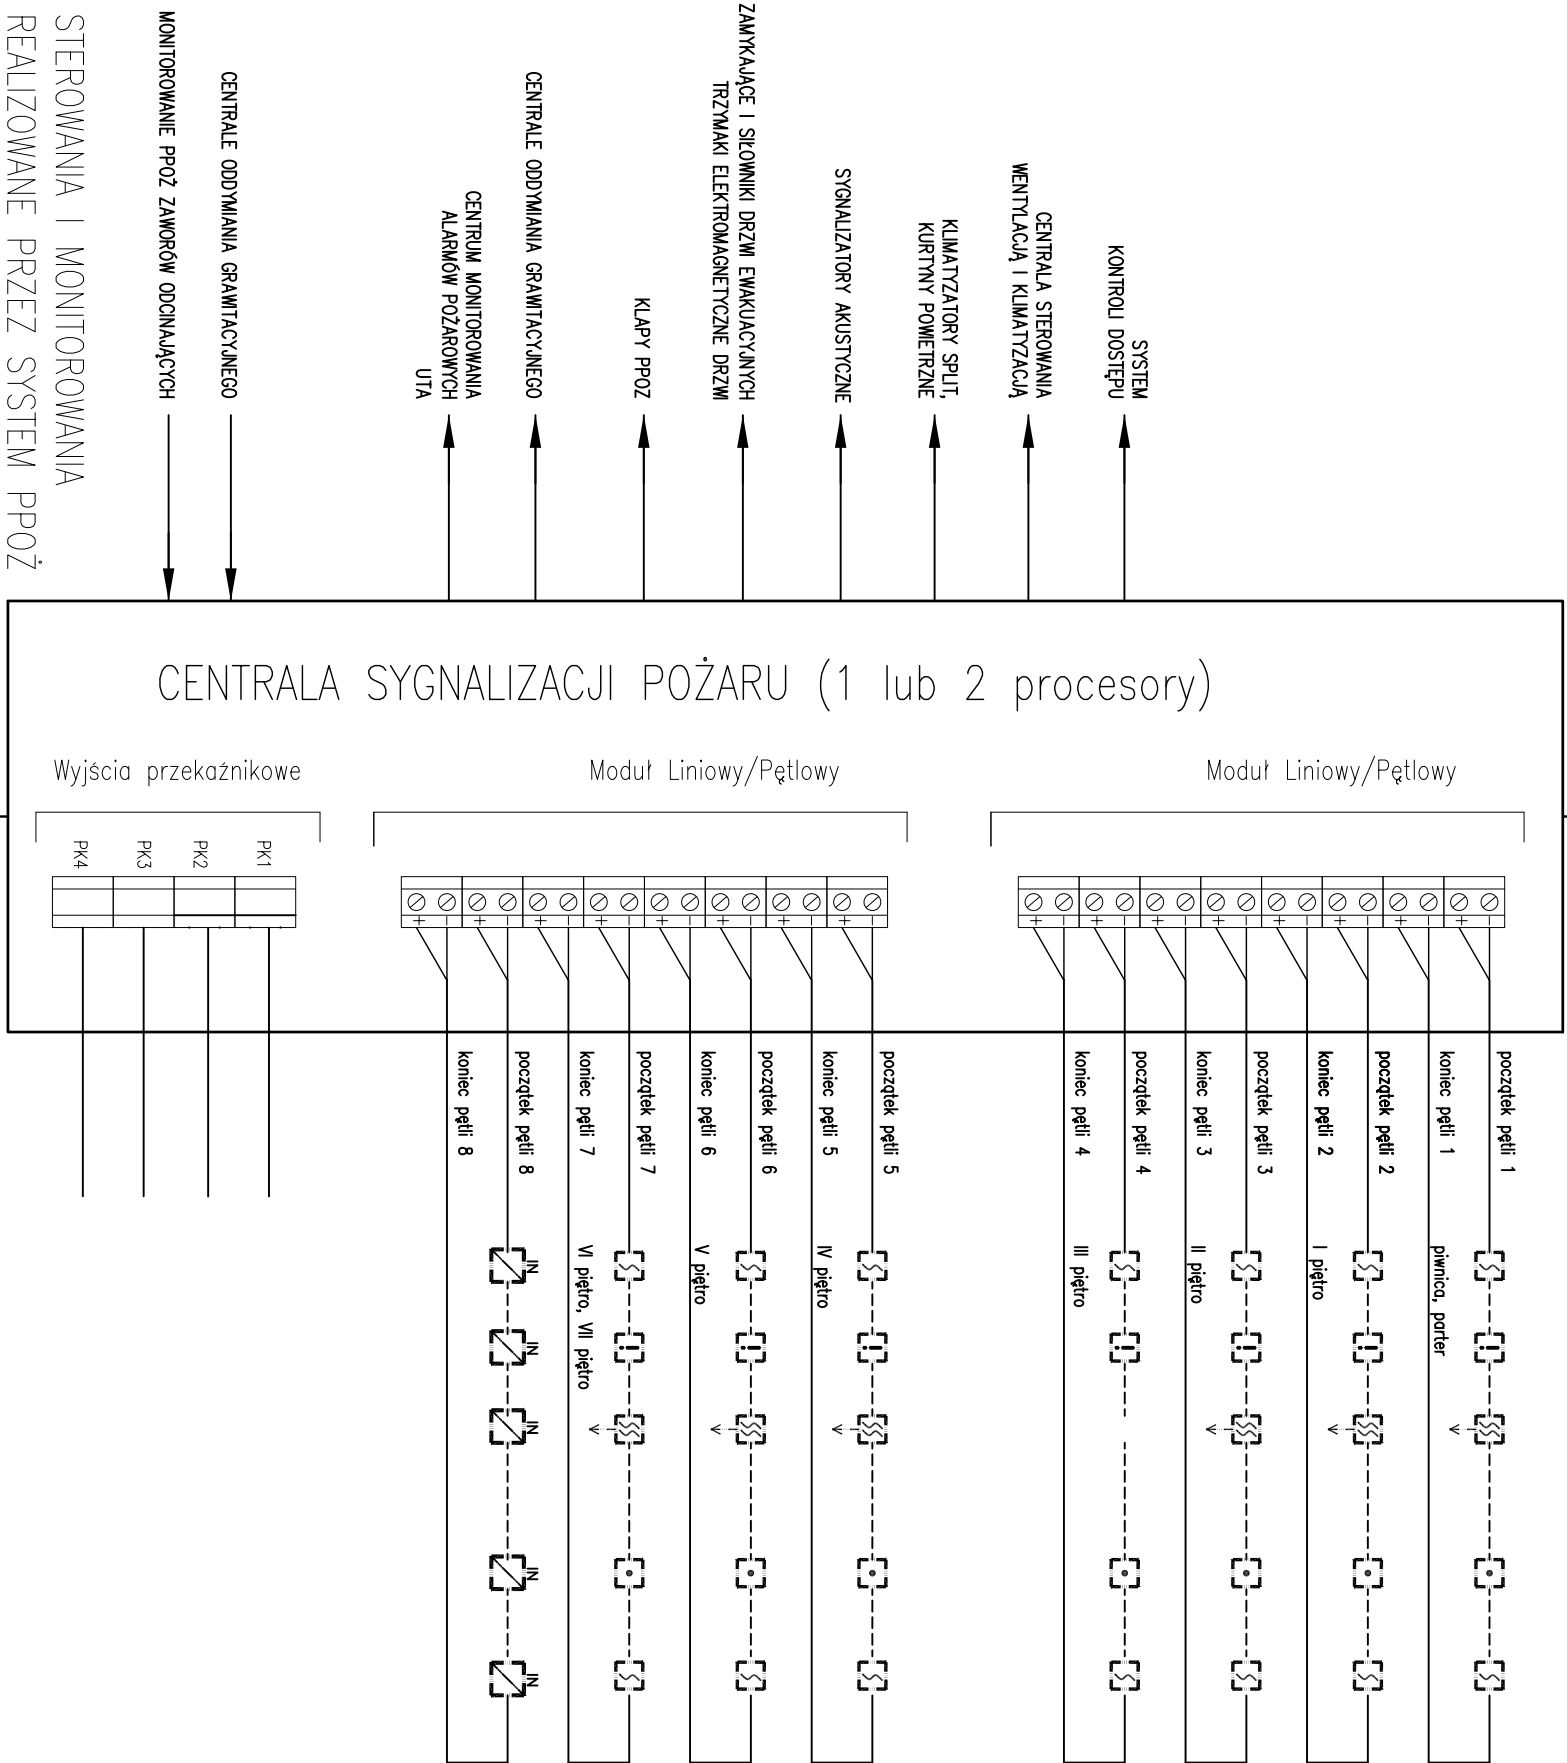 STEROWANIA I MONITOROWANIA
REALIZOWANE PRZEZ SYSTEM PPOŻ
MONITOROWANIE PPOŻ ZAWORÓW ODCINAJĄCYCH
CENTRALE ODDYMIANIA GRAWITACYJNEGO
CENTRUM MONITOROWANIA
ALARMÓW POŻAROWYCH
UTA
CENTRALE ODDYMIANIA GRAWITACYJNEGO
KLAPY PPOZ
ZAMYKAJĄCE I SIŁOWNIKI DRZWI EWAKUACYJNYCH
TRZYMAKI ELEKTROMAGNETYCZNE DRZWI
SYGNALIZATORY AKUSTYCZNE
KLIMATYZATORY SPLIT,
KURTYNY POWIETRZNE
CENTRALA STEROWANIA
WENTYLACJĄ I KLIMATYZACJĄ
SYSTEM
KONTROLI DOSTĘPU
CENTRALA SYGNALIZACJI POŻARU (1 lub 2 procesory)
Wyjścia przekaźnikowe
Moduł Liniowy/Pętlowy
Moduł Liniowy/Pętlowy
PK4
PK3
PK2
PK1
+ - + - + - + - + - + - + - + -
+ - + - + - + - + - + - + - + -
początek pętli 1
koniec pętli 1
piwnica, parter
początek pętli 2
koniec pętli 2
I piętro
początek pętli 3
koniec pętli 3
II piętro
początek pętli 4
koniec pętli 4
III piętro
początek pętli 5
koniec pętli 5
IV piętro
początek pętli 6
koniec pętli 6
V piętro
początek pętli 7
koniec pętli 7
VI piętro, VII piętro
początek pętli 8
koniec pętli 8
IN
IN
IN
IN
IN